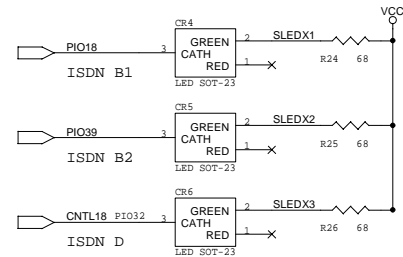 VCC
CR4
PIO18 3 GREEN 2 SLEDX1
CATH
RED 1 R24 68
ISDN B1
LED SOT-23
CR5
PIO39 3 GREEN 2 SLEDX2
CATH
RED 1 R25 68
ISDN B2
LED SOT-23
CR6
CNTL18 PIO32 3 GREEN 2 SLEDX3
CATH
RED 1 R26 68
ISDN D
LED SOT-23